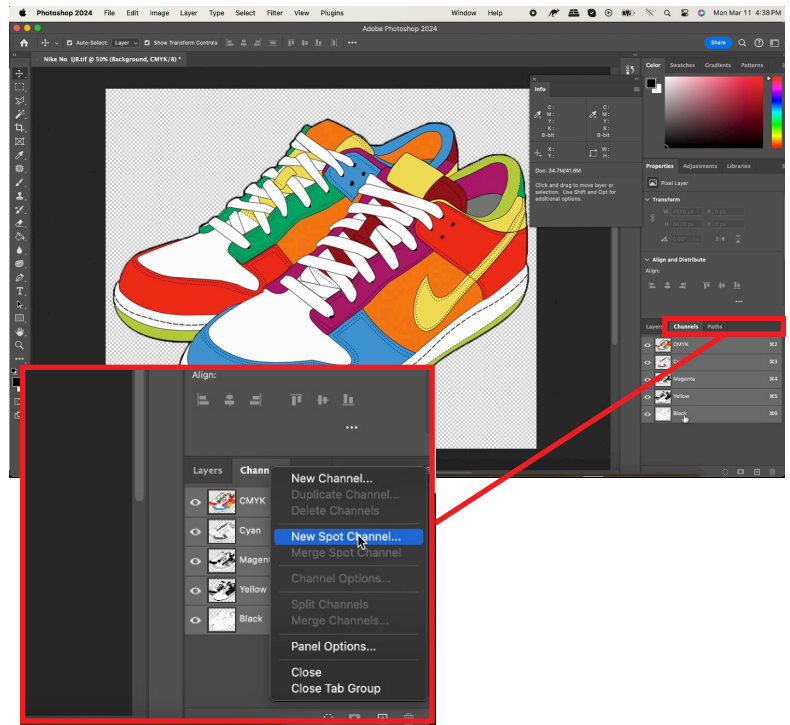 Photoshop 2024 File Edit Image Layer Type Select Filter View Plugins Window Help Mon Mar 11 4:38 PM
Adobe Photoshop 2024
Auto-Select: Layer Show Transform Controls Share
Nike No IJB.tif @ 50% (Background, CMYK/8) *
Color Swatches Gradients Patterns
Info
C: C:
M: M:
Y: Y:
K: K:
8-bit 8-bit
X: W:
Y: H:
Doc: 34.7M/41.6M
Click and drag to move layer or
selection. Use Shift and Opt for
additional options.
Properties Adjustments Libraries
Pixel Layer
Transform
Align and Distribute
Align:
Layers Channels Paths
CMYK ⌘2
⌘3
Magenta ⌘4
Yellow ⌘5
Black ⌘6
Align:
Layers Chann
CMYK
Cyan
Magent
Yellow
Black
New Channel...
Duplicate Channel...
Delete Channels
New Spot Channel...
Merge Spot Channel
Channel Options...
Split Channels
Merge Channels...
Panel Options...
Close
Close Tab Group